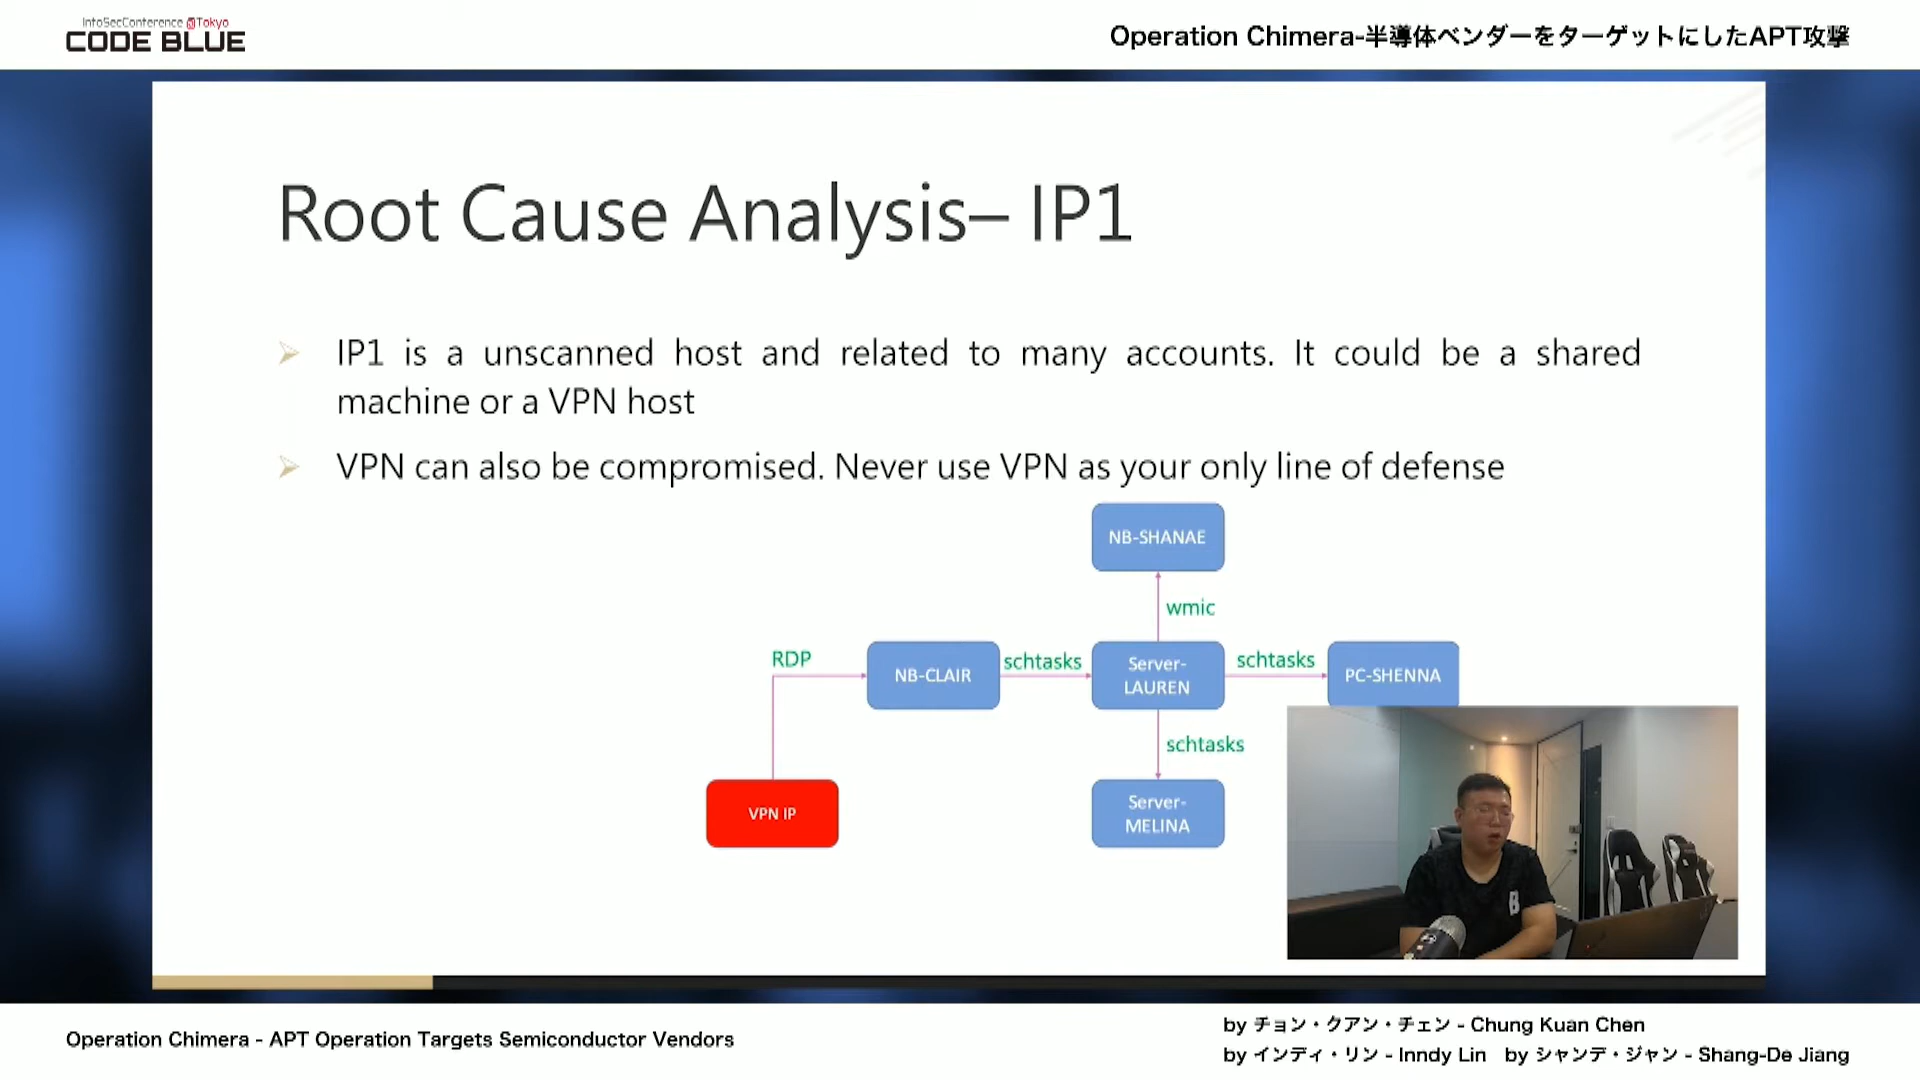 InfoSecConference @Tokyo
CODE BLUE
Operation Chimera-半導体ベンダーをターゲットにしたAPT攻撃
Root Cause Analysis– IP1
IP1 is a unscanned host and related to many accounts. It could be a shared
machine or a VPN host
VPN can also be compromised. Never use VPN as your only line of defense
NB-SHANAE
wmic
RDP
NB-CLAIR
schtasks
Server-
LAUREN
schtasks
PC-SHENNA
schtasks
VPN IP
Server-
MELINA
B
Operation Chimera - APT Operation Targets Semiconductor Vendors
by チョン・クアン・チェン - Chung Kuan Chen
by インディ・リン - Inndy Lin by シャンデ・ジャン - Shang-De Jiang